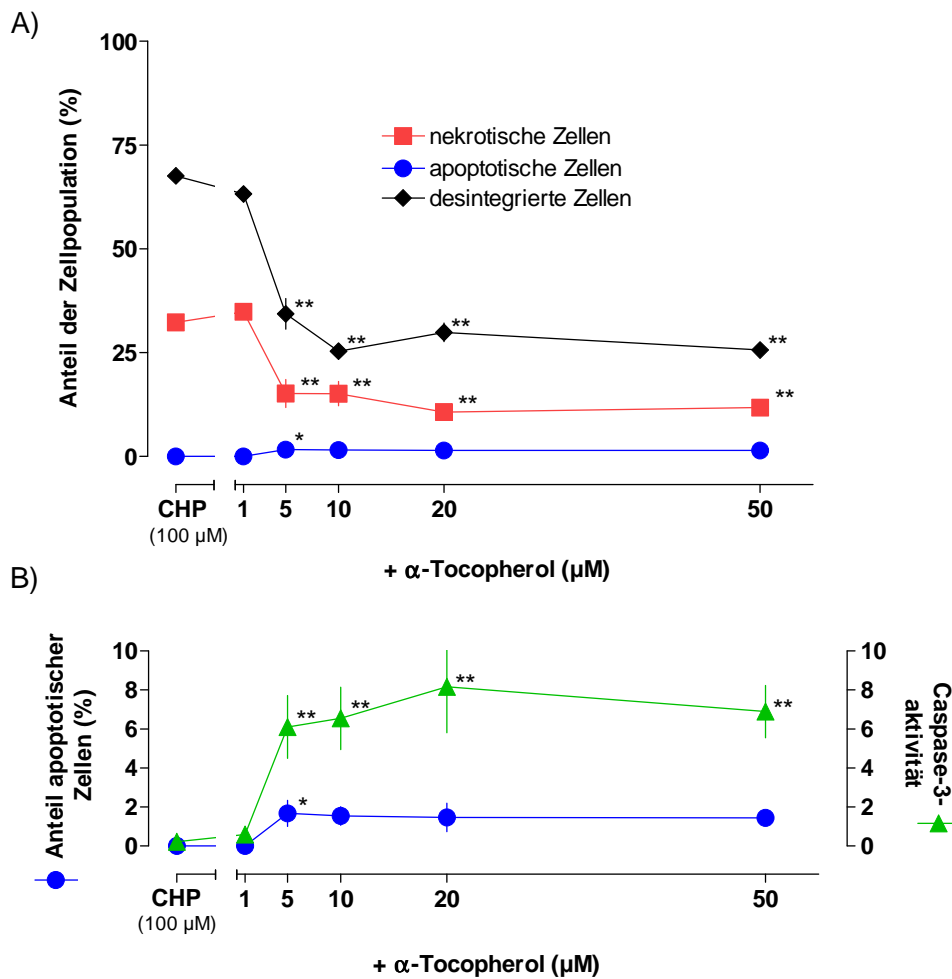 A)
Anteil der Zellpopulation (%)
100
75
50
25
0
nekrotische Zellen
apoptotische Zellen
desintegrierte Zellen
**
**
**
**
**
**
**
**
*
CHP
(100 µM)
1 5 10 20 50
+ α-Tocopherol (µM)
B)
Anteil apoptotischer
Zellen (%)
10
8
6
4
2
0
**
**
**
**
*
10
8
6
4
2
0
Caspase-3-
aktivität
CHP
(100 µM)
1 5 10 20 50
+ α-Tocopherol (µM)